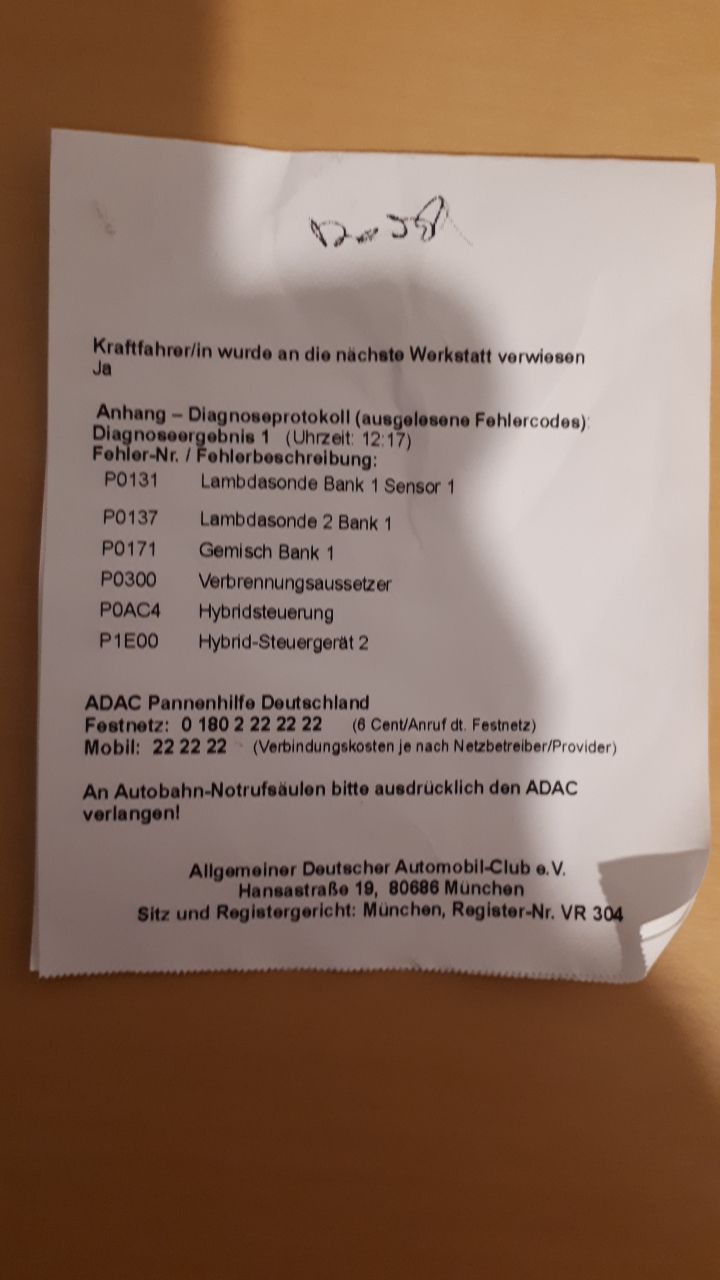 Kraftfahrer/in wurde an die nächste Werkstatt verwiesen
Ja
Anhang – Diagnoseprotokoll (ausgelesene Fehlercodes):
Diagnoseergebnis 1 (Uhrzeit: 12:17)
Fehler-Nr. / Fehlerbeschreibung:
P0131 Lambdasonde Bank 1 Sensor 1
P0137 Lambdasonde 2 Bank 1
P0171 Gemisch Bank 1
P0300 Verbrennungsaussetzer
P0AC4 Hybridsteuerung
P1E00 Hybrid-Steuergerät 2
ADAC Pannenhilfe Deutschland
Festnetz: 0 180 2 22 22 22 (6 Cent/Anruf dt. Festnetz)
Mobil: 22 22 22 (Verbindungskosten je nach Netzbetreiber/Provider)
An Autobahn-Notrufsäulen bitte ausdrücklich den ADAC
verlangen!
Allgemeiner Deutscher Automobil-Club e.V.
Hansastraße 19, 80686 München
Sitz und Registergericht: München, Register-Nr. VR 304